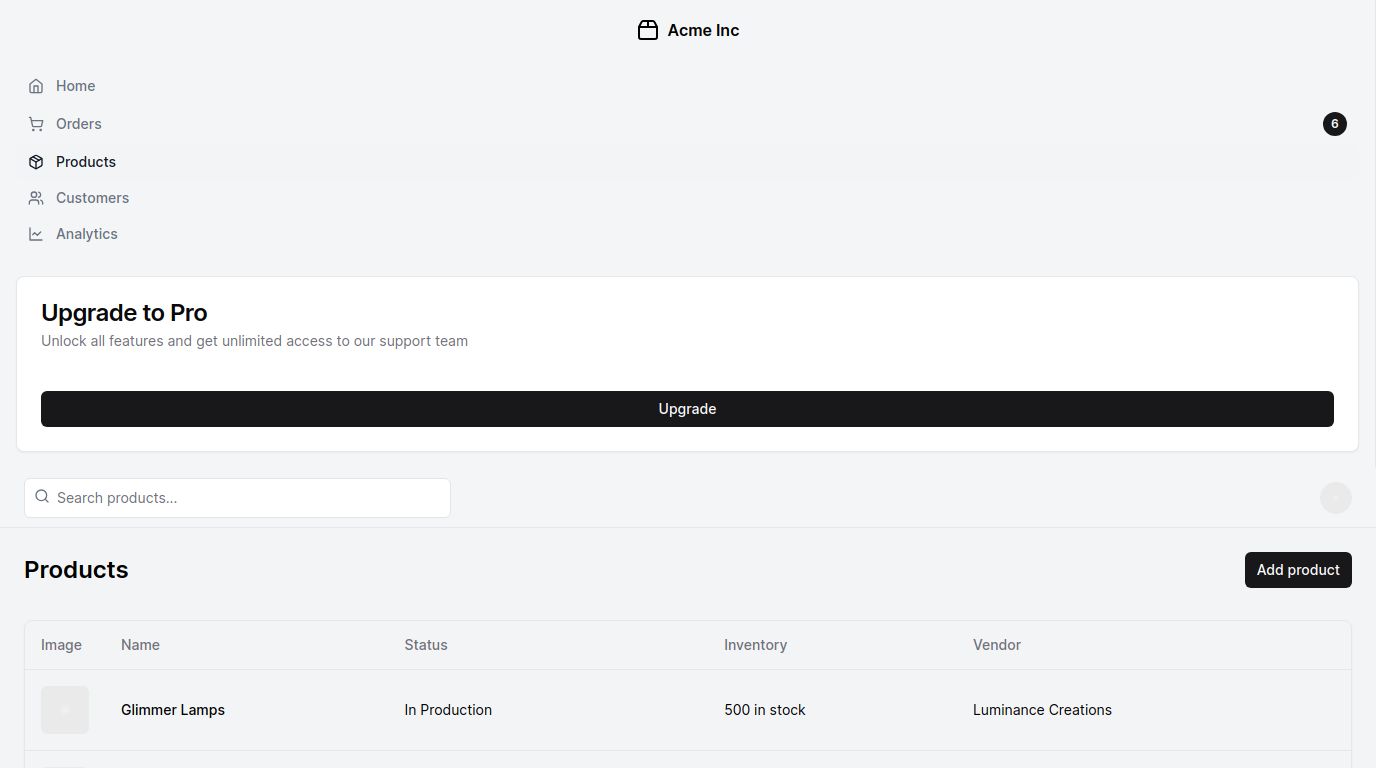 Acme Inc
Home
Orders 6
Products
Customers
Analytics
Upgrade to Pro
Unlock all features and get unlimited access to our support team
Upgrade
Search products...
Products Add product
Image Name Status Inventory Vendor
Glimmer Lamps In Production 500 in stock Luminance Creations